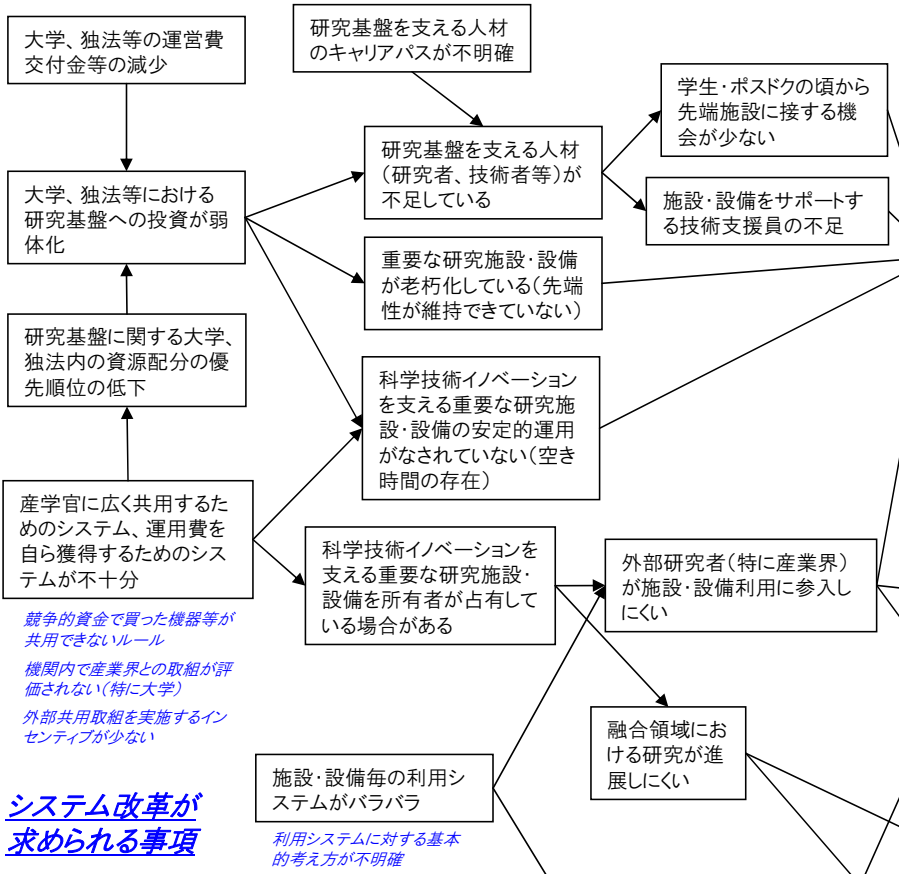 大学、独法等の運営費
交付金等の減少
研究基盤を支える人材
のキャリアパスが不明確
学生・ポスドクの頃から
先端施設に接する機
会が少ない
研究基盤を支える人材
(研究者、技術者等)が
不足している
大学、独法等における
研究基盤への投資が弱
体化
施設・設備をサポートす
る技術支援員の不足
重要な研究施設・設備
が老朽化している(先端
性が維持できていない)
研究基盤に関する大学、
独法内の資源配分の優
先順位の低下
科学技術イノベーション
を支える重要な研究施
設・設備の安定的運用
がなされていない(空き
時間の存在)
産学官に広く共用するた
めのシステム、運用費を
自ら獲得するためのシス
テムが不十分
科学技術イノベーションを
支える重要な研究施設・
設備を所有者が占有して
いる場合がある
外部研究者(特に産業界)
が施設・設備利用に参入し
にくい
競争的資金で買った機器等が
共用できないルール
機関内で産業界との取組が評
価されない(特に大学)
外部共用取組を実施するイン
センティブが少ない
融合領域にお
ける研究が進
展しにくい
施設・設備毎の利用シ
ステムがバラバラ
利用システムに対する基本
的考え方が不明確
システム改革が
求められる事項